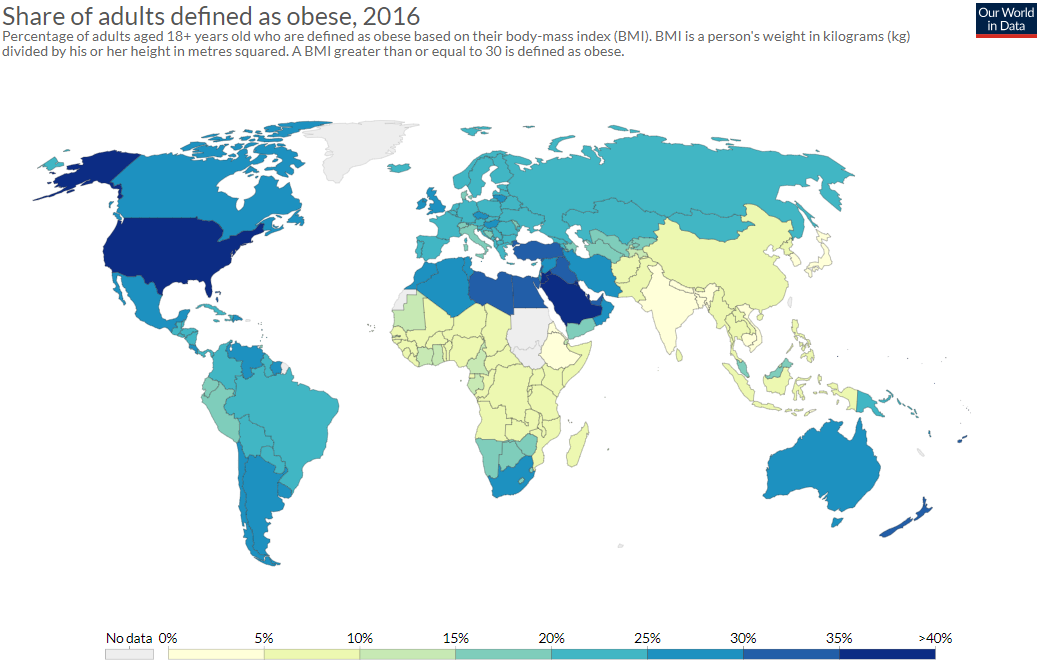 Share of adults defined as obese, 2016
Our World
in Data
Percentage of adults aged 18+ years old who are defined as obese based on their body-mass index (BMI). BMI is a person's weight in kilograms (kg)
divided by his or her height in metres squared. A BMI greater than or equal to 30 is defined as obese.
No data 0% 5% 10% 15% 20% 25% 30% 35% >40%